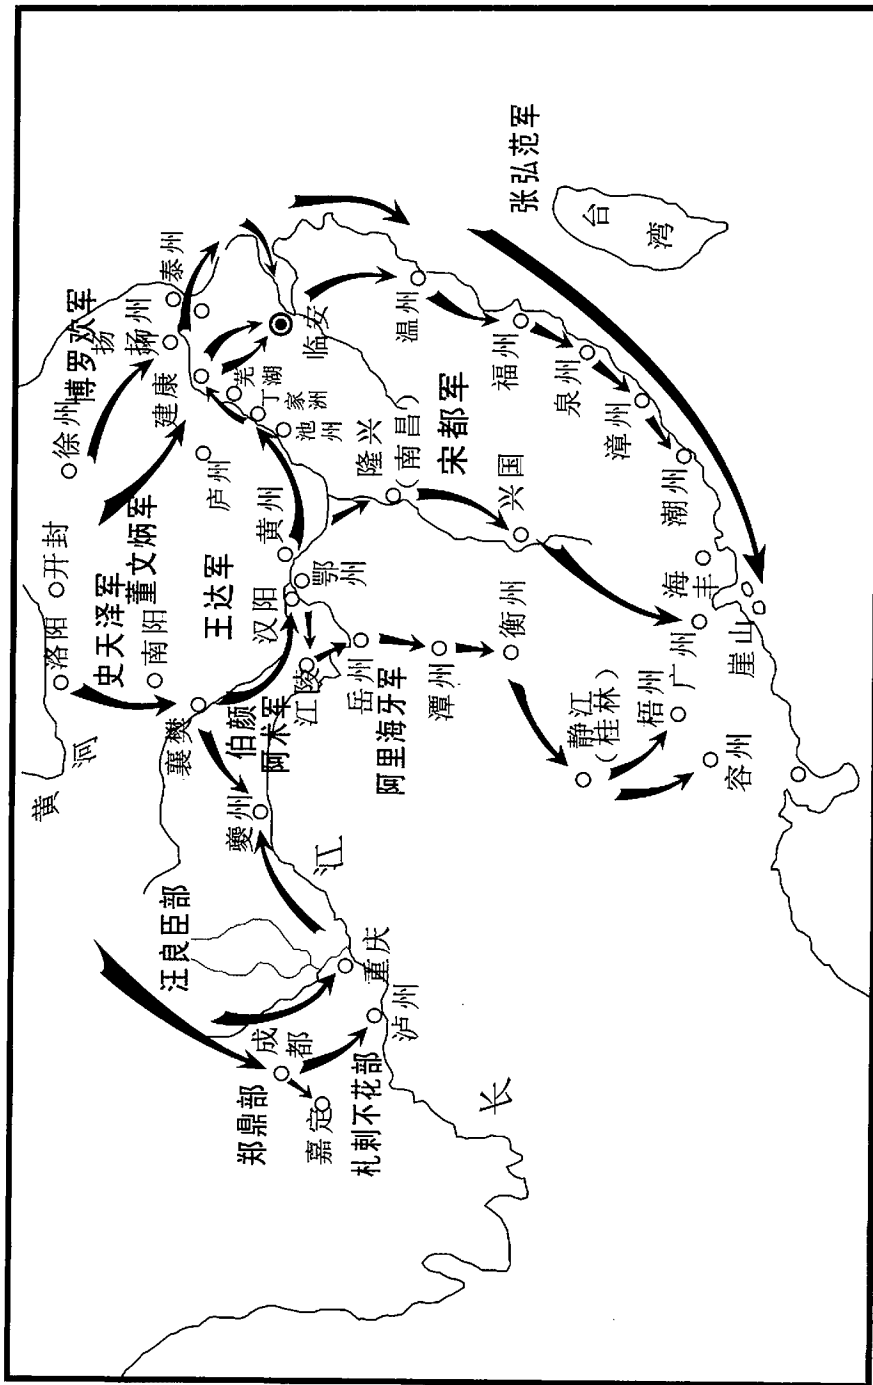 黄河
洛阳
开封
徐州
博罗欢军
泰州
扬
扬州
史天泽军
南阳
董文炳军
建康
芜湖
丁家洲
池州
庐州
临安
襄樊
王达军
伯颜
阿术军
汉阳
鄂州
黄州
江陵
岳州
阿里海牙军
潭州
衡州
隆兴
（南昌）
宋都军
兴国
温州
福州
泉州
漳州
潮州
海丰
广州
崖山
张弘范军
台湾
静江
（桂林）
梧州
容州
夔州
长江
汪良臣部
重庆
成都
泸州
郑鼎部
嘉定
札剌不花部